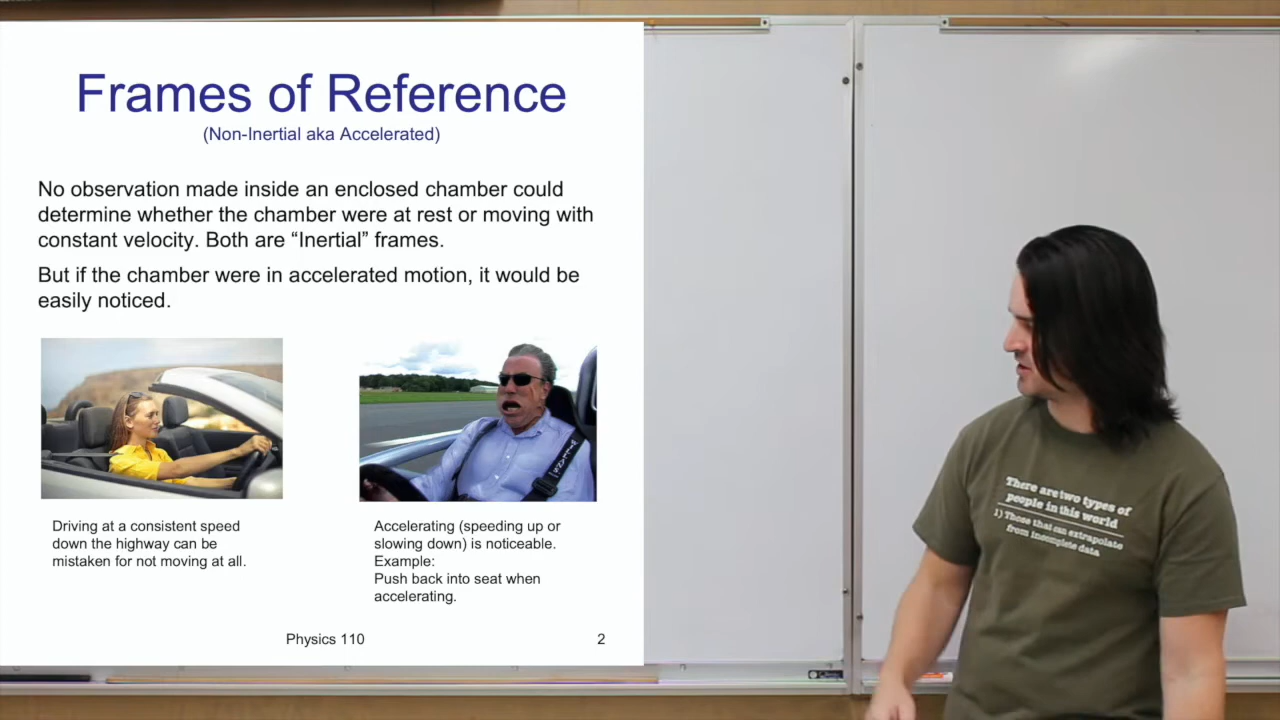 Frames of Reference
(Non-Inertial aka Accelerated)
No observation made inside an enclosed chamber could
determine whether the chamber were at rest or moving with
constant velocity. Both are “Inertial” frames.
But if the chamber were in accelerated motion, it would be
easily noticed.
Driving at a consistent speed
down the highway can be
mistaken for not moving at all.
Accelerating (speeding up or
slowing down) is noticeable.
Example:
Push back into seat when
accelerating.
Physics 110
2
There are two types of
people in this world
1) Those that can extrapolate
from incomplete data